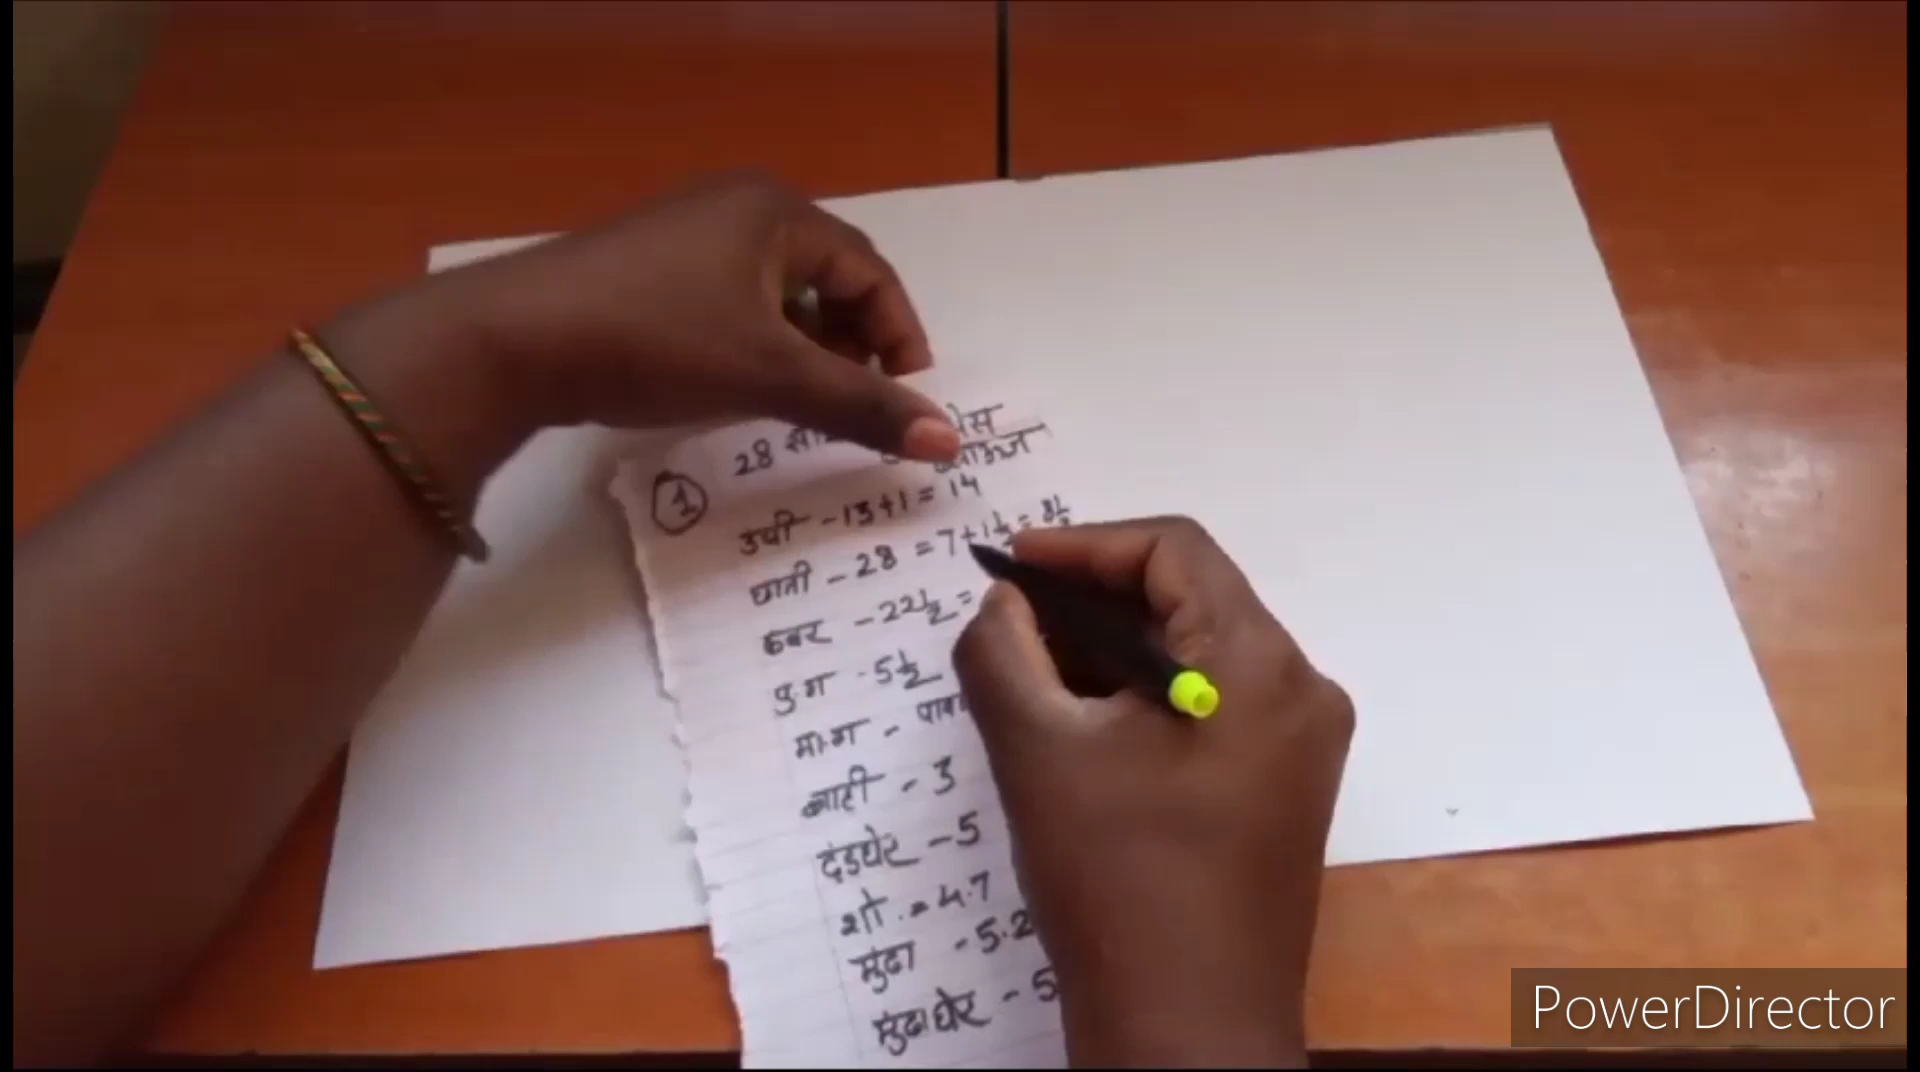 1
28
ब्लाऊज
उंची - 13+1 = 14
छाती - 28 = 7+1½ = 8½
कंबर - 22½ =
पु.ग - 5½
मा.ग -
बाही - 3
दंडघेर - 5
शो. = 4.7
मुंढा - 5.2
मुंढा घेर - 5
PowerDirector